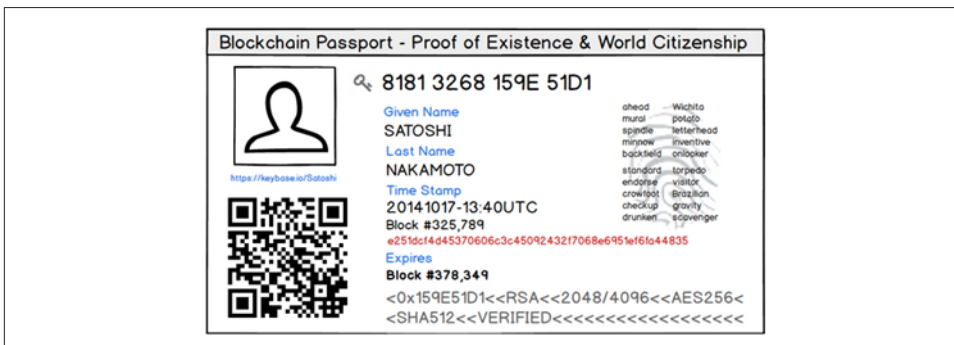 Blockchain Passport - Proof of Existence & World Citizenship
8181 3268 159E 51D1
Given Name
SATOSHI
Last Name
NAKAMOTO
Time Stamp
20141017-13:40UTC
Block #325,789
e251dcf4d45370606c3c45092432f7068e6951ef6fa44835
Expires
Block #378,349
https://keybase.io/Satoshi
ahead Wichita
mural potato
spindle letterhead
minnow inventive
backfield onlooker
standard torpedo
endorse visitor
crowfoot Brazilian
checkup gravity
drunken scavenger
<0x159E51D1<<RSA<<2048/4096<<AES256<
<SHA512<<VERIFIED<<<<<<<<<<<<<<<<<<<